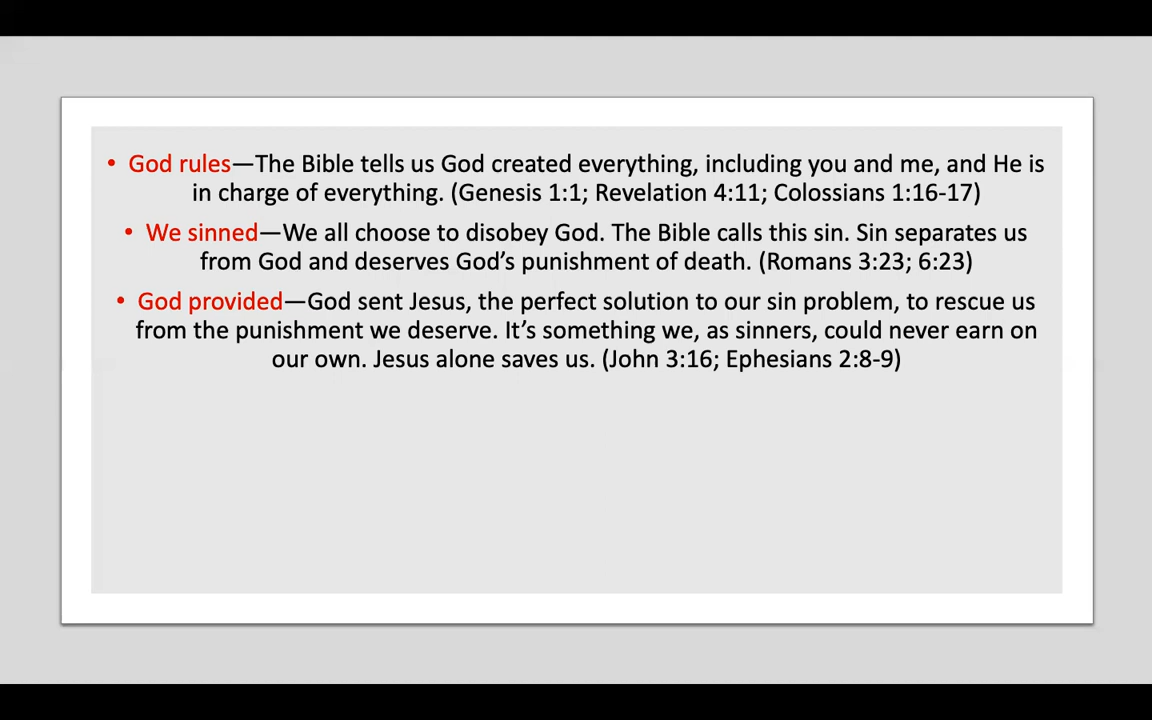 • God rules—The Bible tells us God created everything, including you and me, and He is
in charge of everything. (Genesis 1:1; Revelation 4:11; Colossians 1:16-17)
• We sinned—We all choose to disobey God. The Bible calls this sin. Sin separates us
from God and deserves God’s punishment of death. (Romans 3:23; 6:23)
• God provided—God sent Jesus, the perfect solution to our sin problem, to rescue us
from the punishment we deserve. It’s something we, as sinners, could never earn on
our own. Jesus alone saves us. (John 3:16; Ephesians 2:8-9)